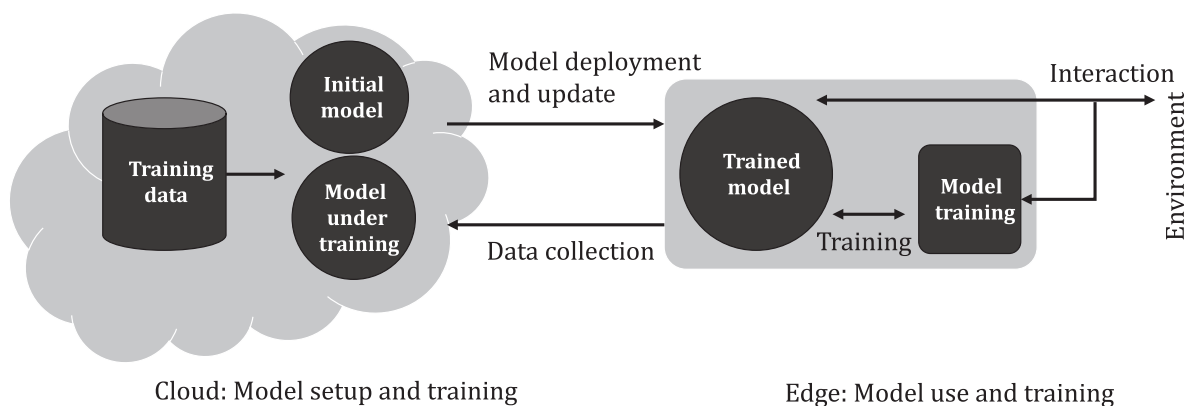 Training
data
Initial
model
Model
under
training
Model deployment
and update
Data collection
Trained
model
Training
Model
training
Interaction
Environment
Cloud: Model setup and training
Edge: Model use and training